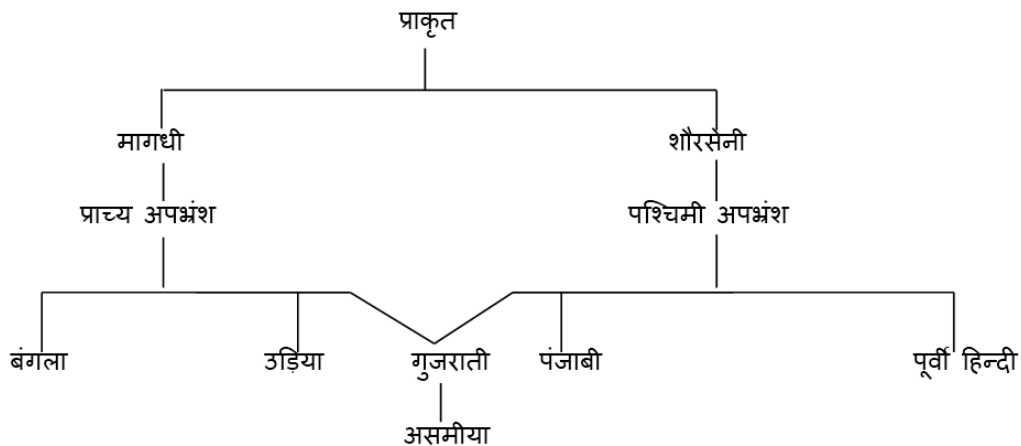 प्राकृत
मागधी शौरसेनी
प्राच्य अपभ्रंश पश्चिमी अपभ्रंश
बंगला उड़िया गुजराती पंजाबी पूर्वी हिन्दी
असमीया